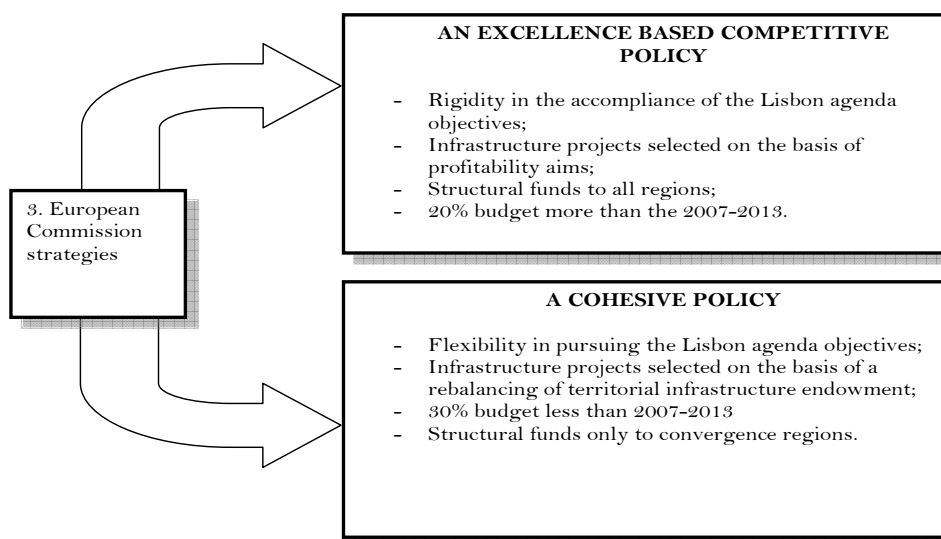 3. European
Commission
strategies
AN EXCELLENCE BASED COMPETITIVE
POLICY
- Rigidity in the accompliance of the Lisbon agenda
objectives;
- Infrastructure projects selected on the basis of
profitability aims;
- Structural funds to all regions;
- 20% budget more than the 2007-2013.
A COHESIVE POLICY
- Flexibility in pursuing the Lisbon agenda objectives;
- Infrastructure projects selected on the basis of a
rebalancing of territorial infrastructure endowment;
- 30% budget less than 2007-2013
- Structural funds only to convergence regions.